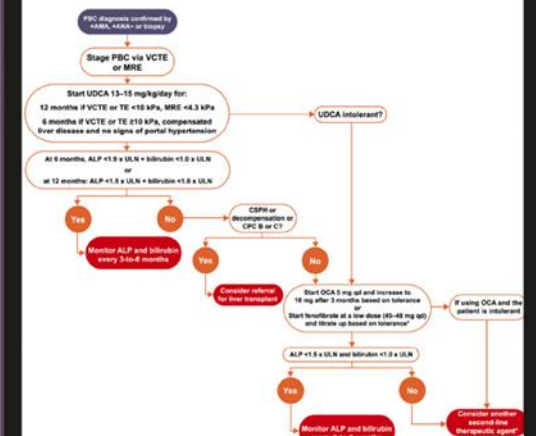 PBC diagnosis confirmed by
+AMA, +ANA- or biopsy
Stage PBC via VCTE
or MRE
Start UDCA 13–15 mg/kg/day for:
12 months if VCTE or TE <10 kPa, MRE <4.3 kPa
6 months if VCTE or TE ≥10 kPa, compensated
liver disease and no signs of portal hypertension
UDCA intolerant?
At 6 months, ALP <1.9 x ULN + bilirubin <1.0 x ULN
or
at 12 months: ALP <1.5 x ULN + bilirubin <1.0 x ULN
Yes
No
CSPH or
decompensation or
CPC B or C?
Monitor ALP and bilirubin
every 3-to-6 months
Yes
No
Consider referral
for liver transplant
Start OCA 5 mg qd and increase to
10 mg after 3 months based on tolerance
or
Start fenofibrate at a low dose (45–48 mg qd)
and titrate up based on tolerance*
If using OCA and the
patient is intolerant
ALP <1.5 x ULN and bilirubin <1.0 x ULN
Yes
No
Monitor ALP and bilirubin
Consider another
second-line
therapeutic agent*